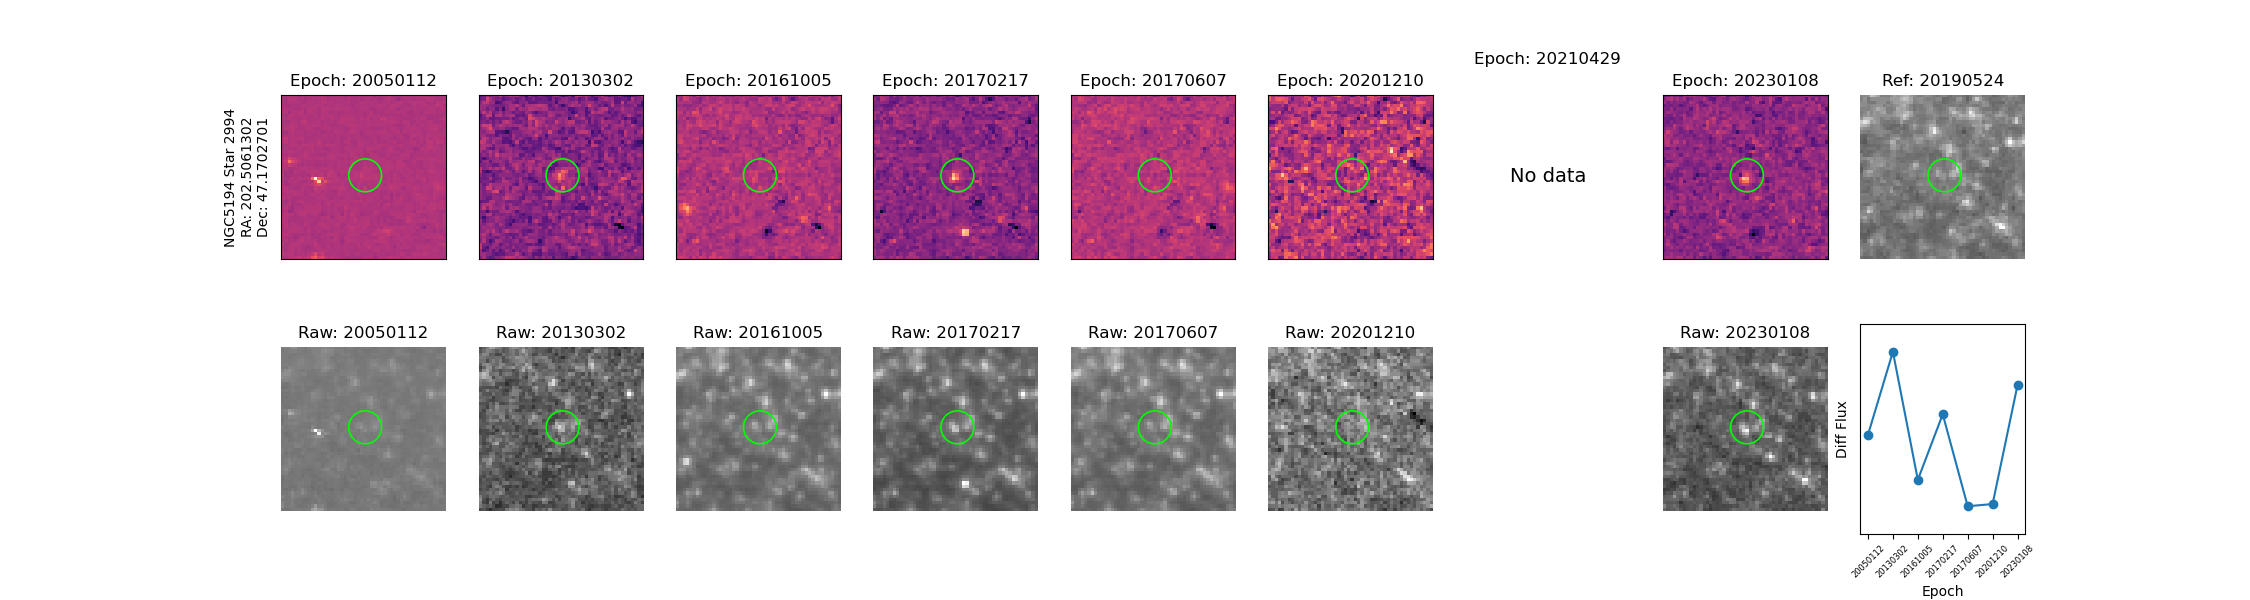 NGC5194 Star 2994
RA: 202.5061302
Dec: 47.1702701
Epoch: 20050112
Epoch: 20130302
Epoch: 20161005
Epoch: 20170217
Epoch: 20170607
Epoch: 20201210
Epoch: 20210429
No data
Epoch: 20230108
Ref: 20190524
Raw: 20050112
Raw: 20130302
Raw: 20161005
Raw: 20170217
Raw: 20170607
Raw: 20201210
Raw: 20230108
Diff Flux
20050112
20130302
20161005
20170217
20170607
20201210
20230108
Epoch